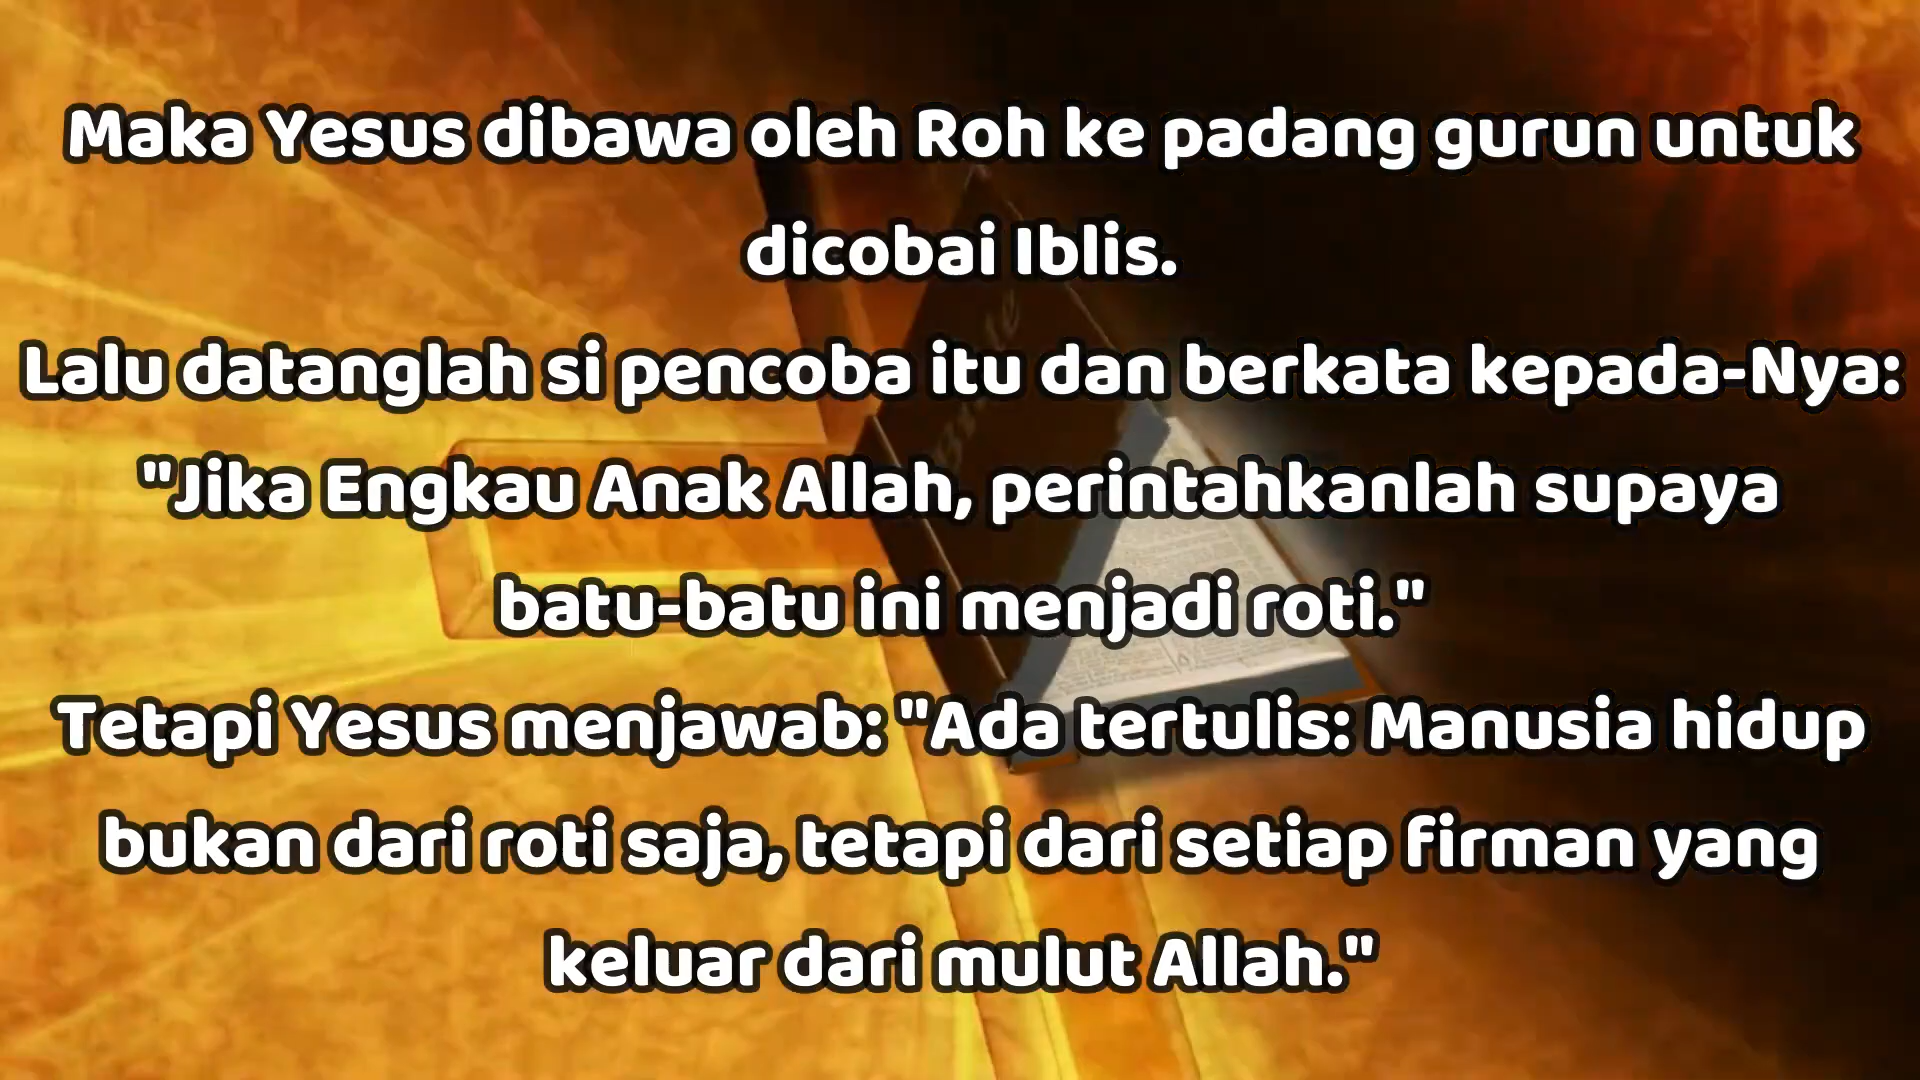 Maka Yesus dibawa oleh Roh ke padang gurun untuk
dicobai Iblis.
Lalu datanglah si pencoba itu dan berkata kepada-Nya:
"Jika Engkau Anak Allah, perintahkanlah supaya
batu-batu ini menjadi roti."
Tetapi Yesus menjawab: "Ada tertulis: Manusia hidup
bukan dari roti saja, tetapi dari setiap firman yang
keluar dari mulut Allah."